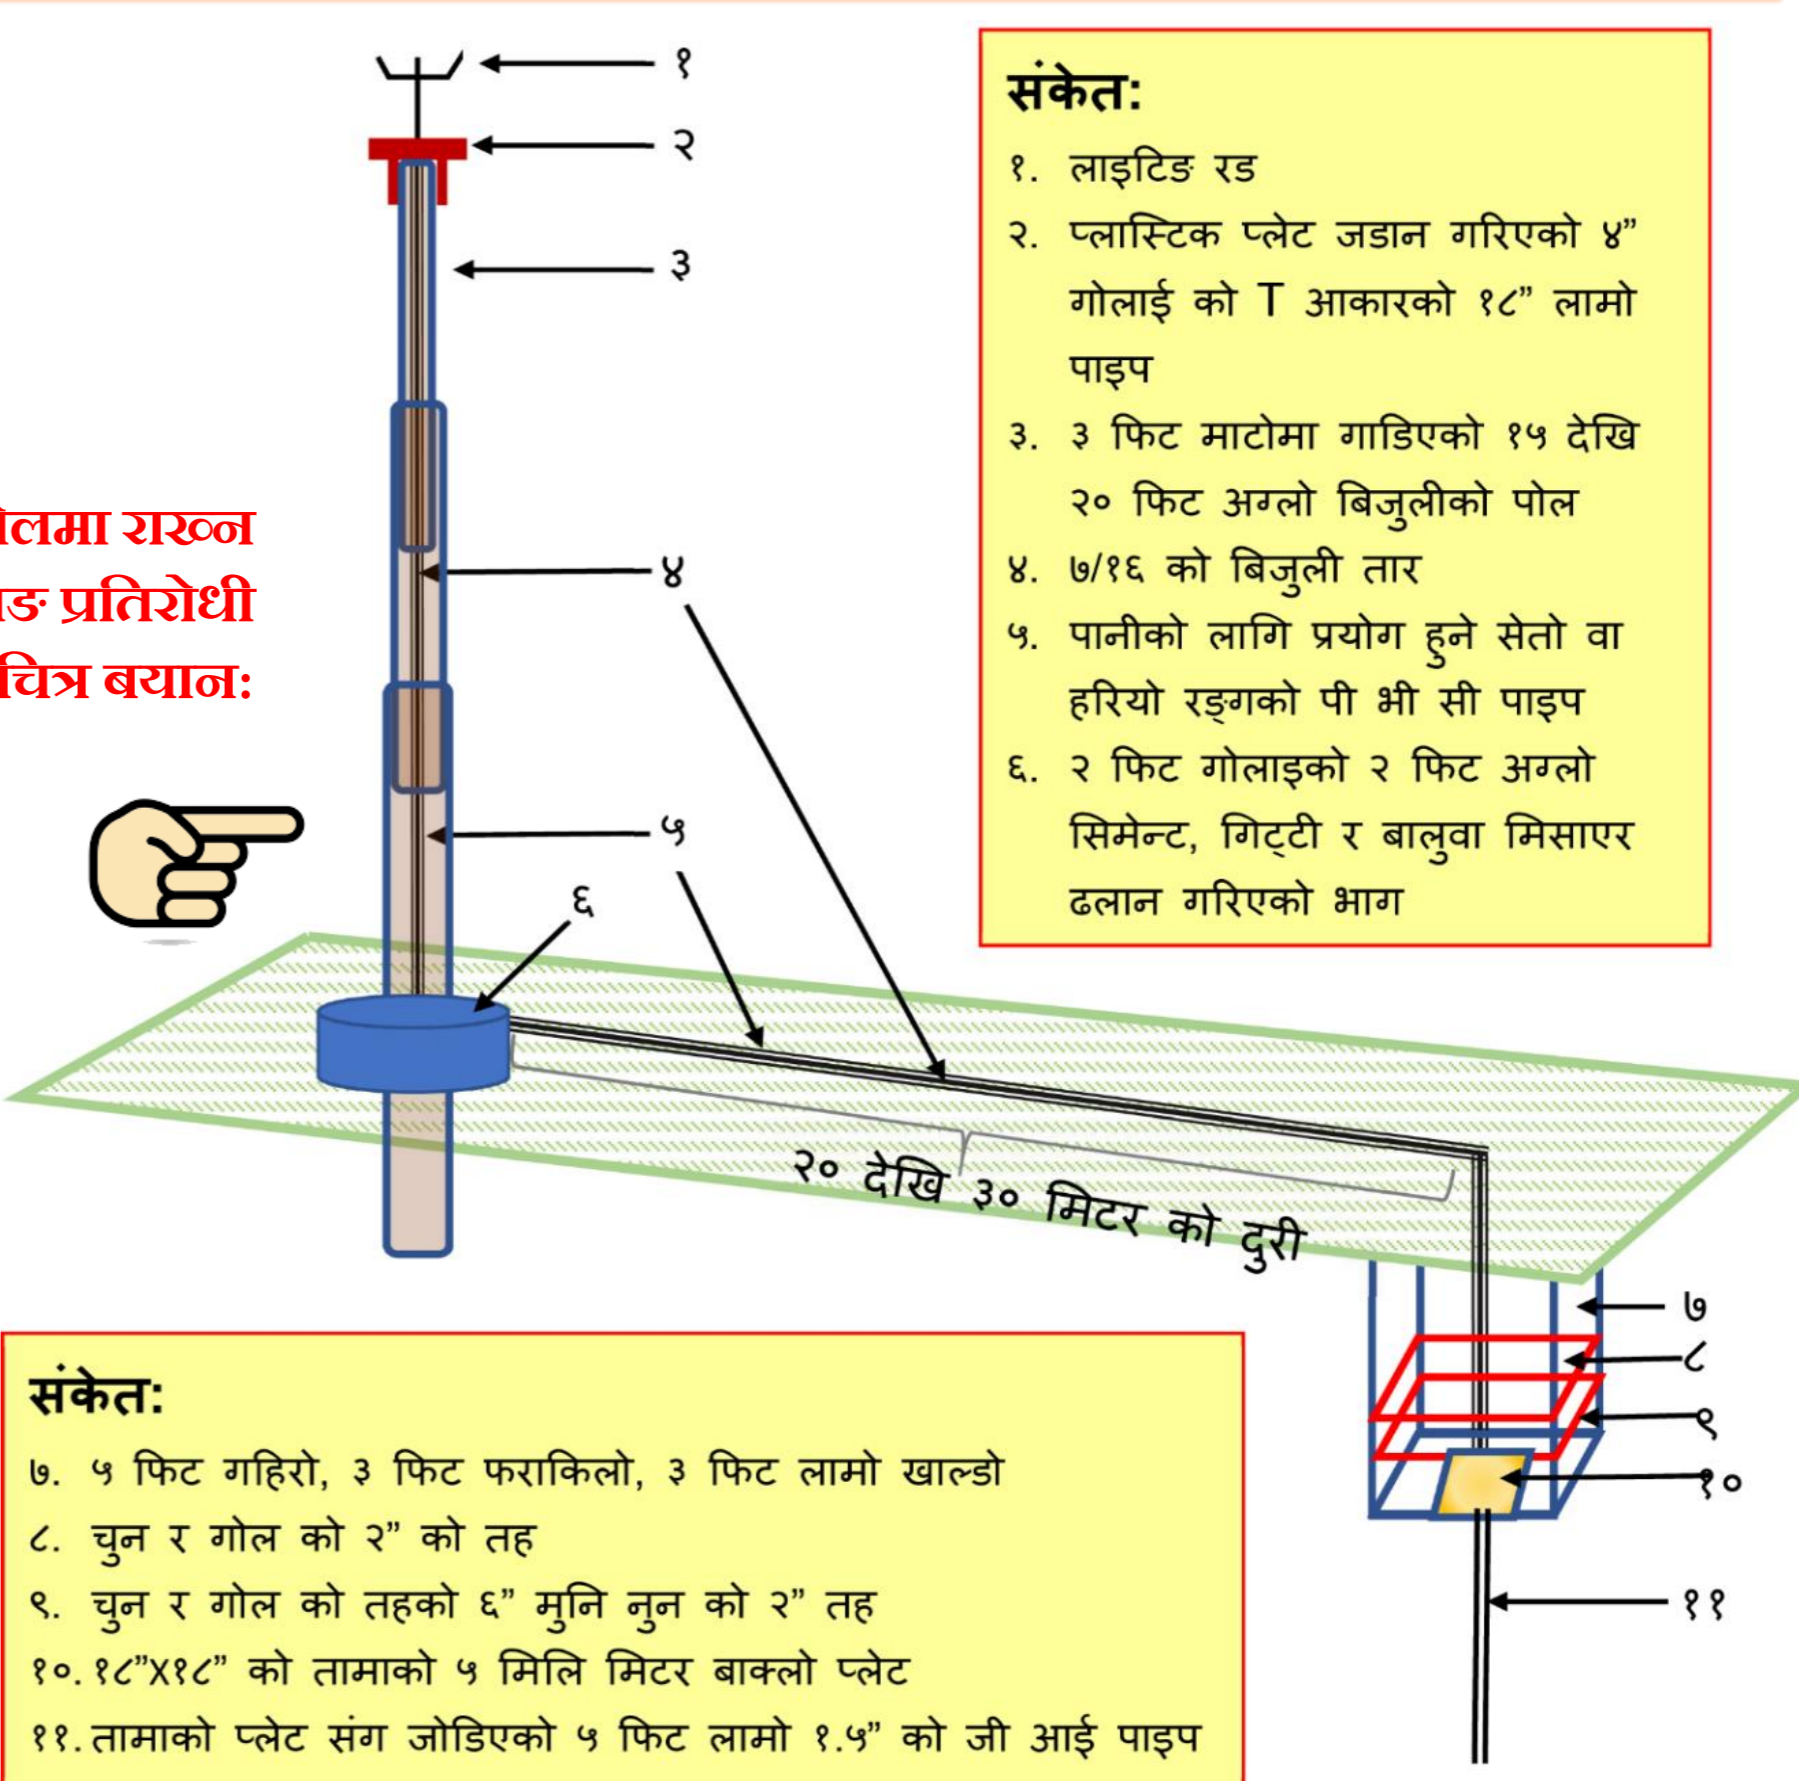 १
२
३
४
५
६
संकेत:
१. लाइटिङ रड
२. प्लास्टिक प्लेट जडान गरिएको ४”
गोलाई को T आकारको १८” लामो
पाइप
३. ३ फिट माटोमा गाडिएको १५ देखि
२० फिट अग्लो बिजुलीको पोल
४. ७/१६ को बिजुली तार
५. पानीको लागि प्रयोग हुने सेतो वा
हरियो रङ्गको पी भी सी पाइप
६. २ फिट गोलाइको २ फिट अग्लो
सिमेन्ट, गिट्टी र बालुवा मिसाएर
ढलान गरिएको भाग
राख्न
प्रतिरोधी
चित्र बयान:
२० देखि ३० मिटर को दुरी
७
८
९
१०
११
संकेत:
७. ५ फिट गहिरो, ३ फिट फराकिलो, ३ फिट लामो खाल्डो
८. चुन र गोल को २” को तह
९. चुन र गोल को तहको ६” मुनि नुन को २” तह
१०. १८”X१८” को तामाको ५ मिलि मिटर बाक्लो प्लेट
११. तामाको प्लेट संग जोडिएको ५ फिट लामो १.५” को जी आई पाइप